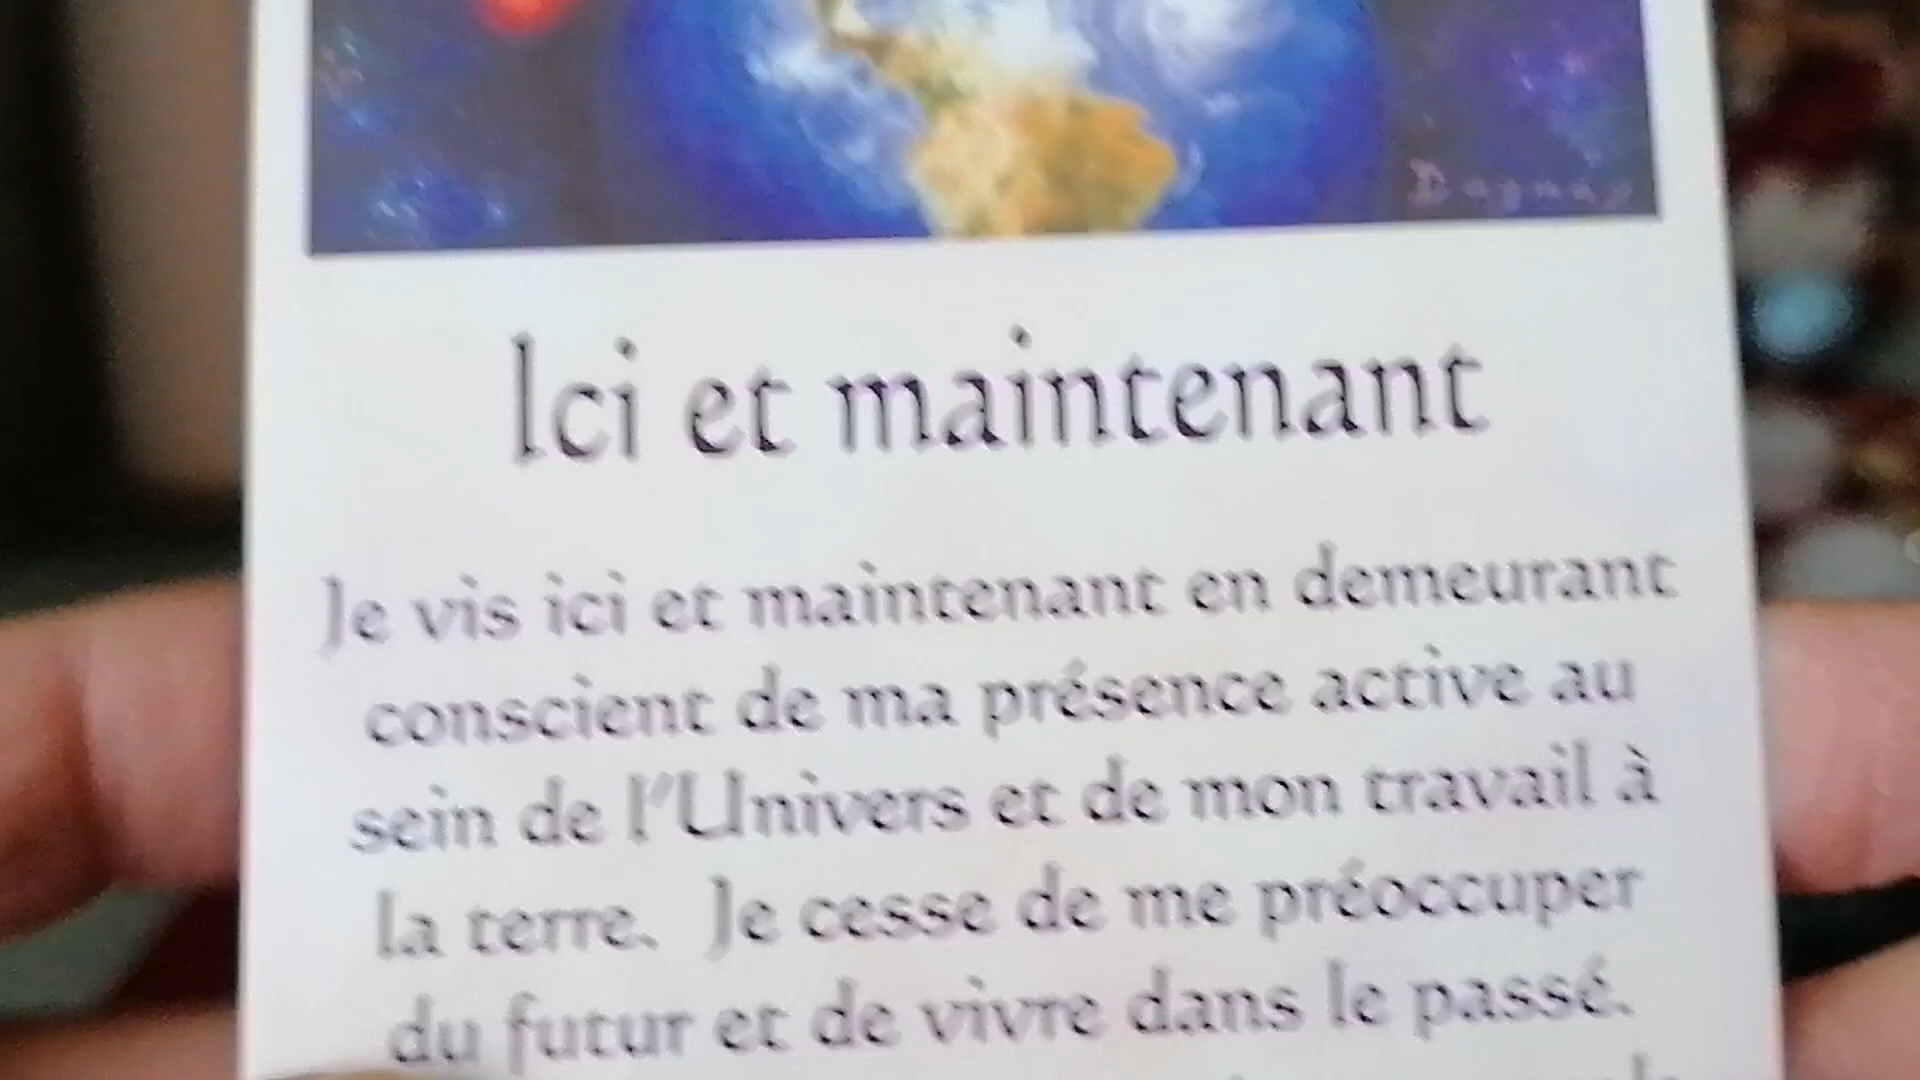 Ici et maintenant
Je vis ici et maintenant en demeurant
conscient de ma présence active au
sein de l'Univers et de mon travail à
la terre. Je cesse de me préoccuper
du futur et de vivre dans le passé.